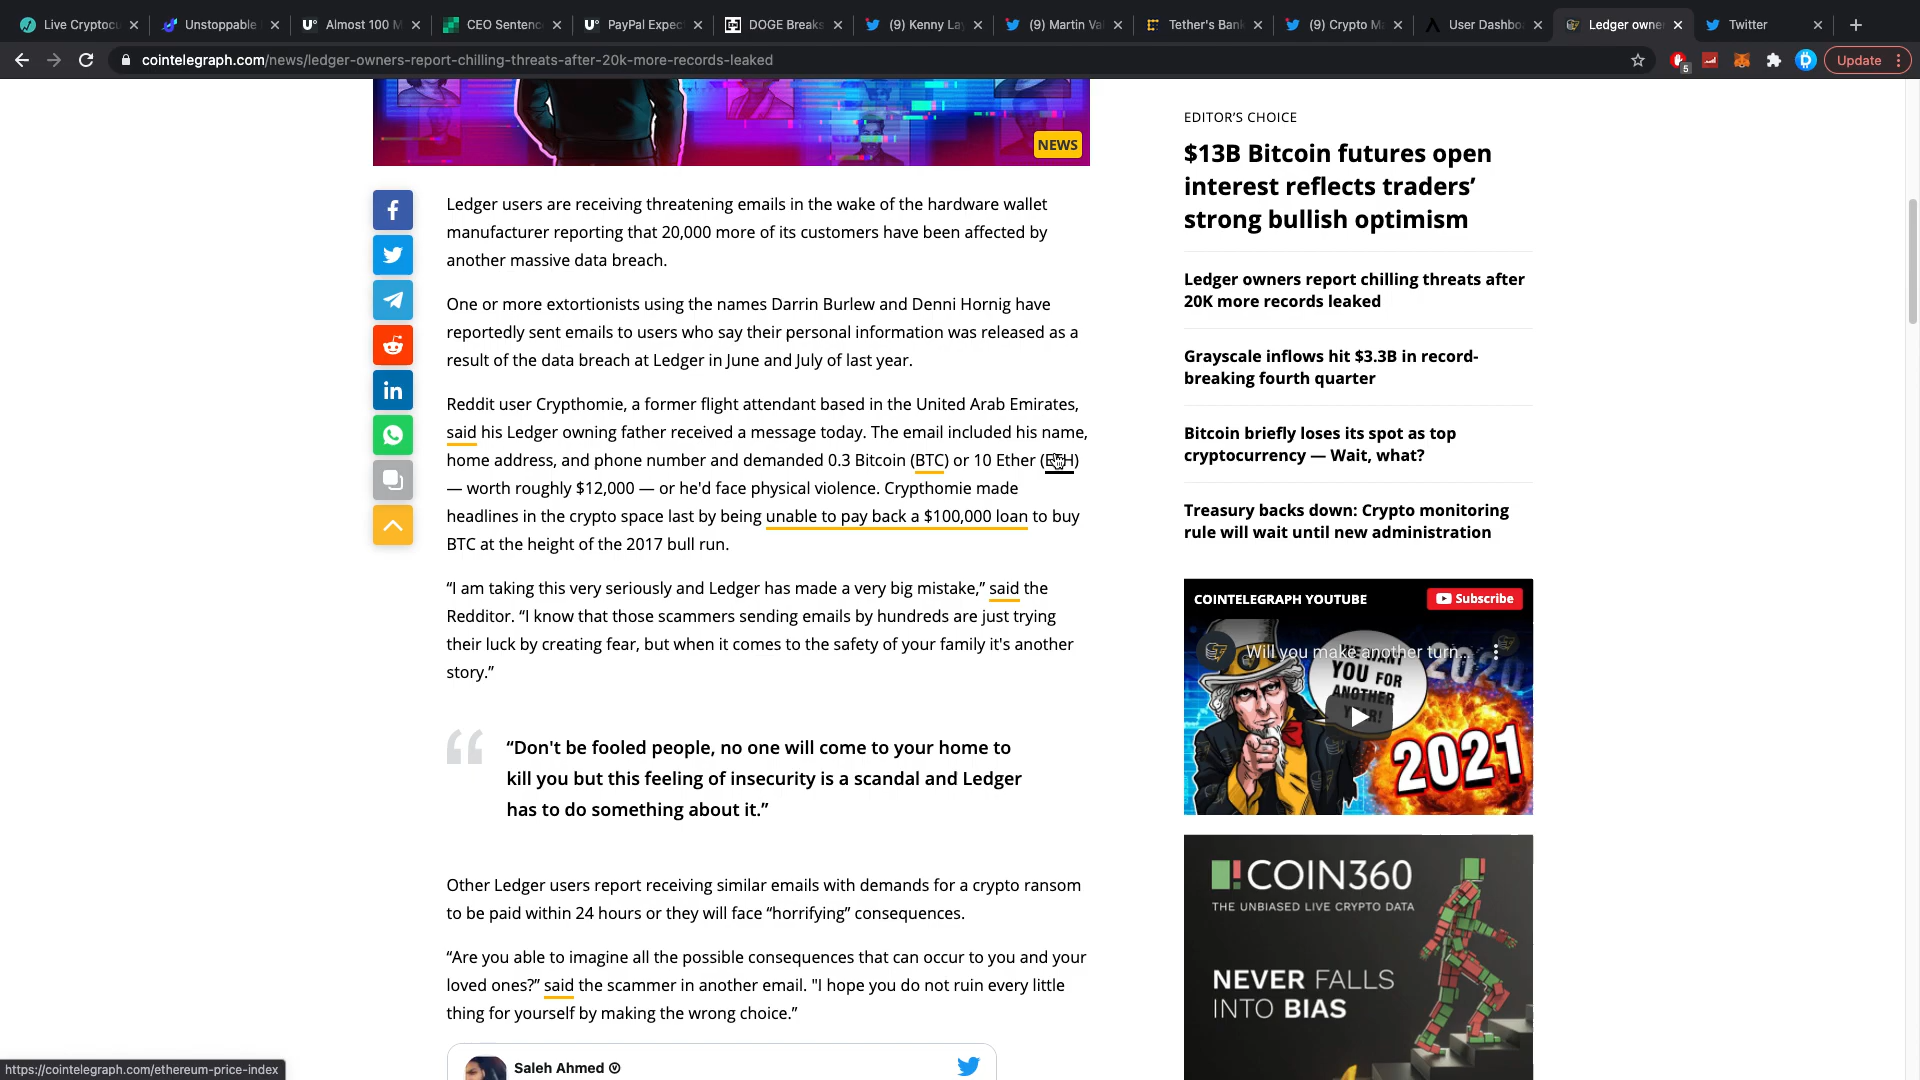 Live Cryptocu
Unstoppable
Almost 100 M
CEO Sentenc
PayPal Expec
DOGE Breaks
(9) Kenny La
(9) Martin Va
Tether's Bank
(9) Crypto M
User Dashbo
Ledger owne
Twitter
cointelegraph.com/news/ledger-owners-report-chilling-threats-after-20k-more-records-leaked
5
Update
NEWS
Ledger users are receiving threatening emails in the wake of the hardware wallet
manufacturer reporting that 20,000 more of its customers have been affected by
another massive data breach.
One or more extortionists using the names Darrin Burlew and Denni Hornig have
reportedly sent emails to users who say their personal information was released as a
result of the data breach at Ledger in June and July of last year.
Reddit user Crypthomie, a former flight attendant based in the United Arab Emirates,
said his Ledger owning father received a message today. The email included his name,
home address, and phone number and demanded 0.3 Bitcoin (BTC) or 10 Ether (ETH)
— worth roughly $12,000 — or he'd face physical violence. Crypthomie made
headlines in the crypto space last by being unable to pay back a $100,000 loan to buy
BTC at the height of the 2017 bull run.
“I am taking this very seriously and Ledger has made a very big mistake,” said the
Redditor. “I know that those scammers sending emails by hundreds are just trying
their luck by creating fear, but when it comes to the safety of your family it's another
story.”
“Don't be fooled people, no one will come to your home to
kill you but this feeling of insecurity is a scandal and Ledger
has to do something about it.”
Other Ledger users report receiving similar emails with demands for a crypto ransom
to be paid within 24 hours or they will face “horrifying” consequences.
“Are you able to imagine all the possible consequences that can occur to you and your
loved ones?” said the scammer in another email. "I hope you do not ruin every little
thing for yourself by making the wrong choice.”
Saleh Ahmed
EDITOR’S CHOICE
$13B Bitcoin futures open
interest reflects traders’
strong bullish optimism
Ledger owners report chilling threats after
20K more records leaked
Grayscale inflows hit $3.3B in record-
breaking fourth quarter
Bitcoin briefly loses its spot as top
cryptocurrency — Wait, what?
Treasury backs down: Crypto monitoring
rule will wait until new administration
COINTELEGRAPH YOUTUBE
Subscribe
Will you make another turn...
I WANT
YOU FOR
ANOTHER
YEAR!
2020
2021
COIN360
THE UNBIASED LIVE CRYPTO DATA
NEVER FALLS
INTO BIAS
https://cointelegraph.com/ethereum-price-index